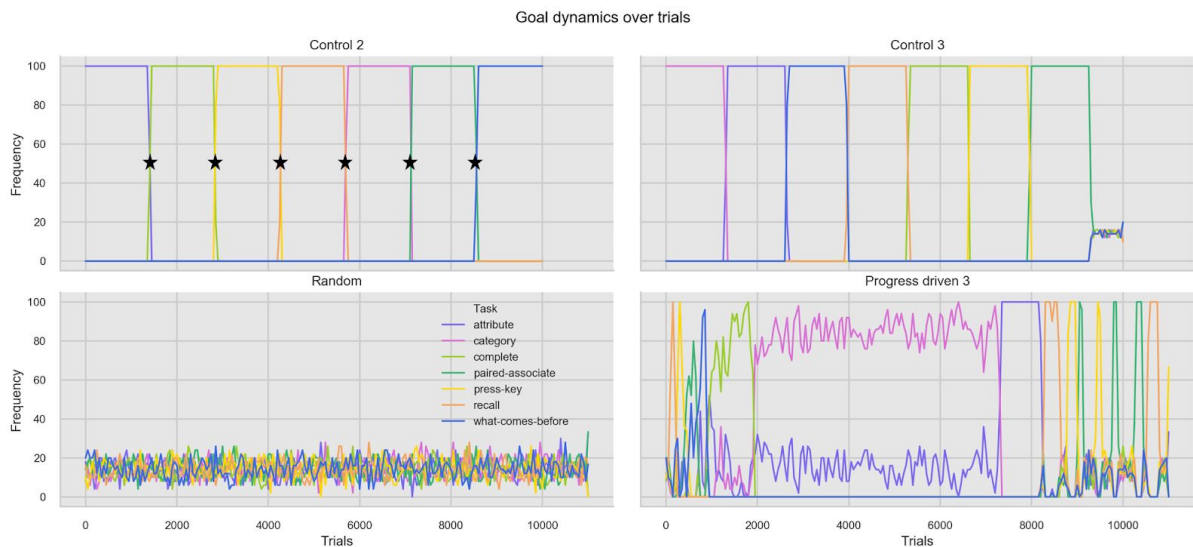 Goal dynamics over trials
Control 2
Control 3
100
80
60
40
20
0
Frequency
Random
Progress driven 3
100
80
60
40
20
0
Frequency
Task
attribute
category
complete
paired-associate
press-key
recall
what-comes-before
0 2000 4000 6000 8000 10000
0 2000 4000 6000 8000 10000
Trials
Trials